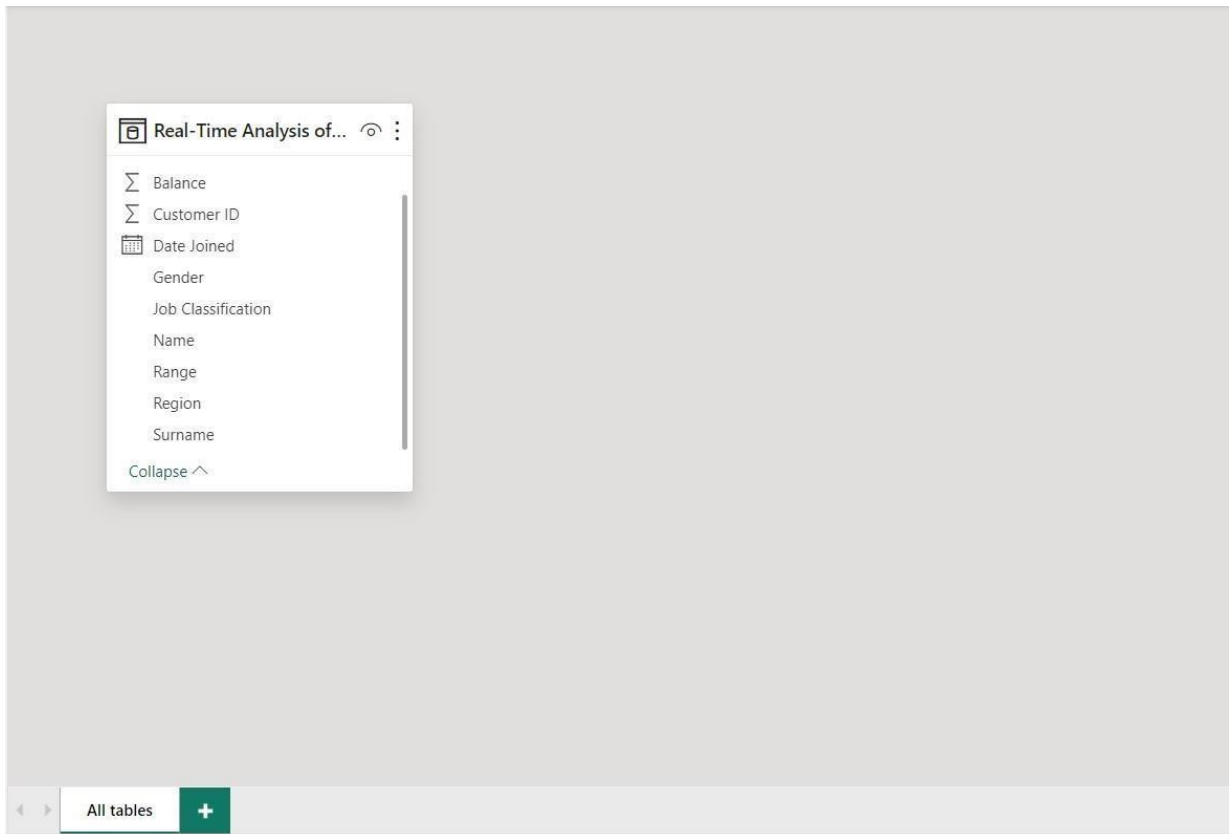 Real-Time Analysis of...
Balance
Customer ID
Date Joined
Gender
Job Classification
Name
Range
Region
Surname
Collapse
All tables